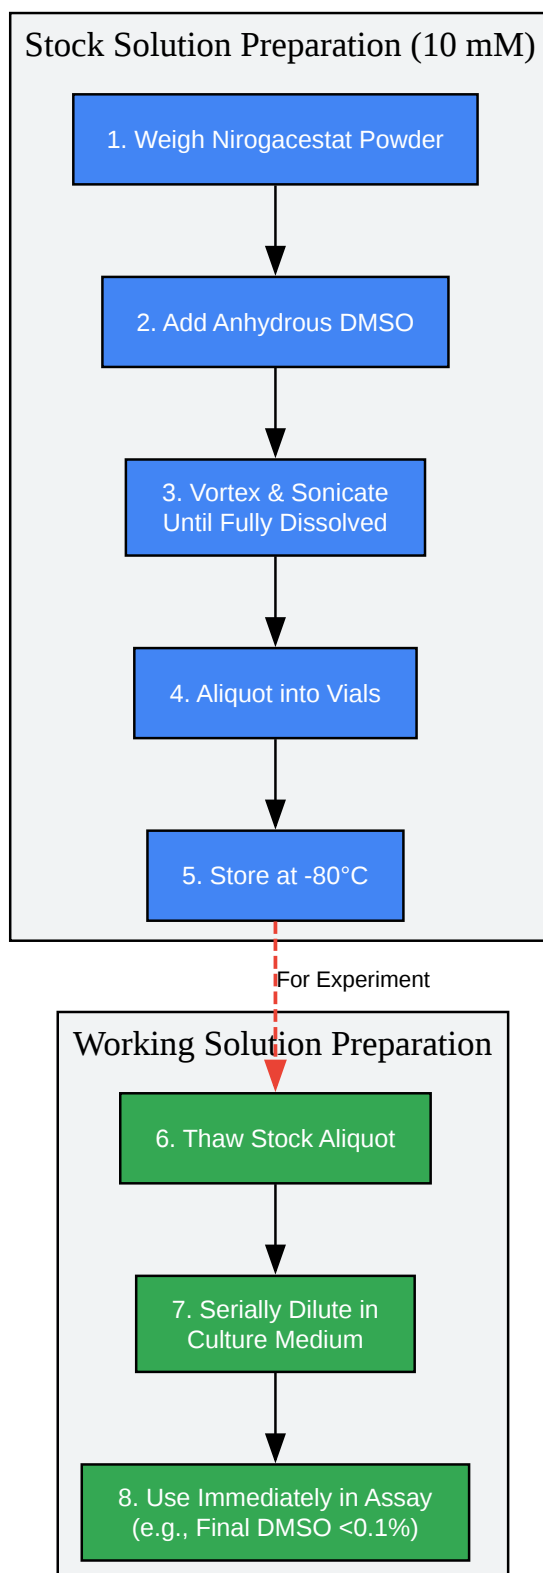 Stock Solution Preparation (10 mM)
1. Weigh Nirogacestat Powder
2. Add Anhydrous DMSO
3. Vortex & Sonicate
Until Fully Dissolved
4. Aliquot into Vials
5. Store at -80°C
For Experiment
Working Solution Preparation
6. Thaw Stock Aliquot
7. Serially Dilute in
Culture Medium
8. Use Immediately in Assay
(e.g., Final DMSO <0.1%)